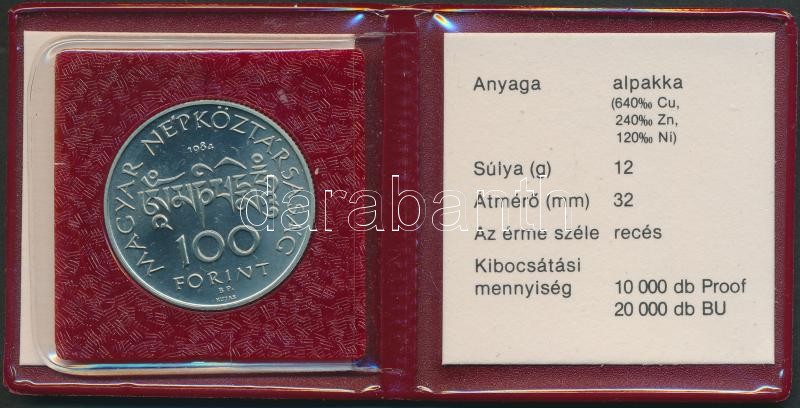 MAGYAR NÉPKÖZTÁRSASÁG
1984
100
FORINT
BP.
darabanth
Anyaga alpakka
(640‰ Cu,
240‰ Zn,
120‰ Ni)
Súlya (g) 12
Átmérő (mm) 32
Az érme széle recés
Kibocsátási
mennyiség 10 000 db Proof
20 000 db BU